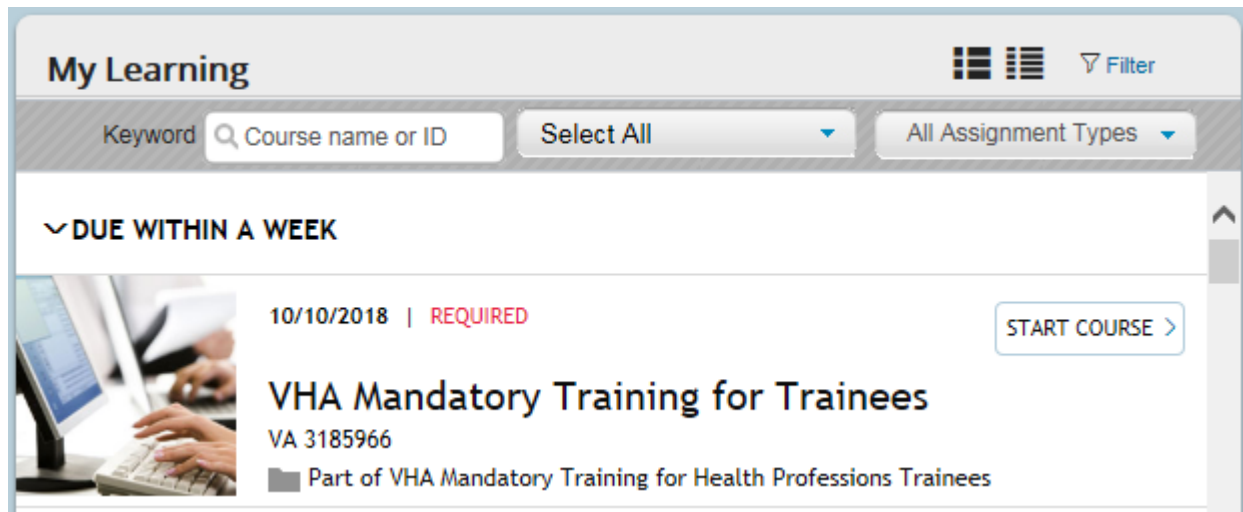 My Learning
Filter
Keyword Course name or ID Select All All Assignment Types
DUE WITHIN A WEEK
10/10/2018 | REQUIRED
START COURSE >
VHA Mandatory Training for Trainees
VA 3185966
Part of VHA Mandatory Training for Health Professions Trainees